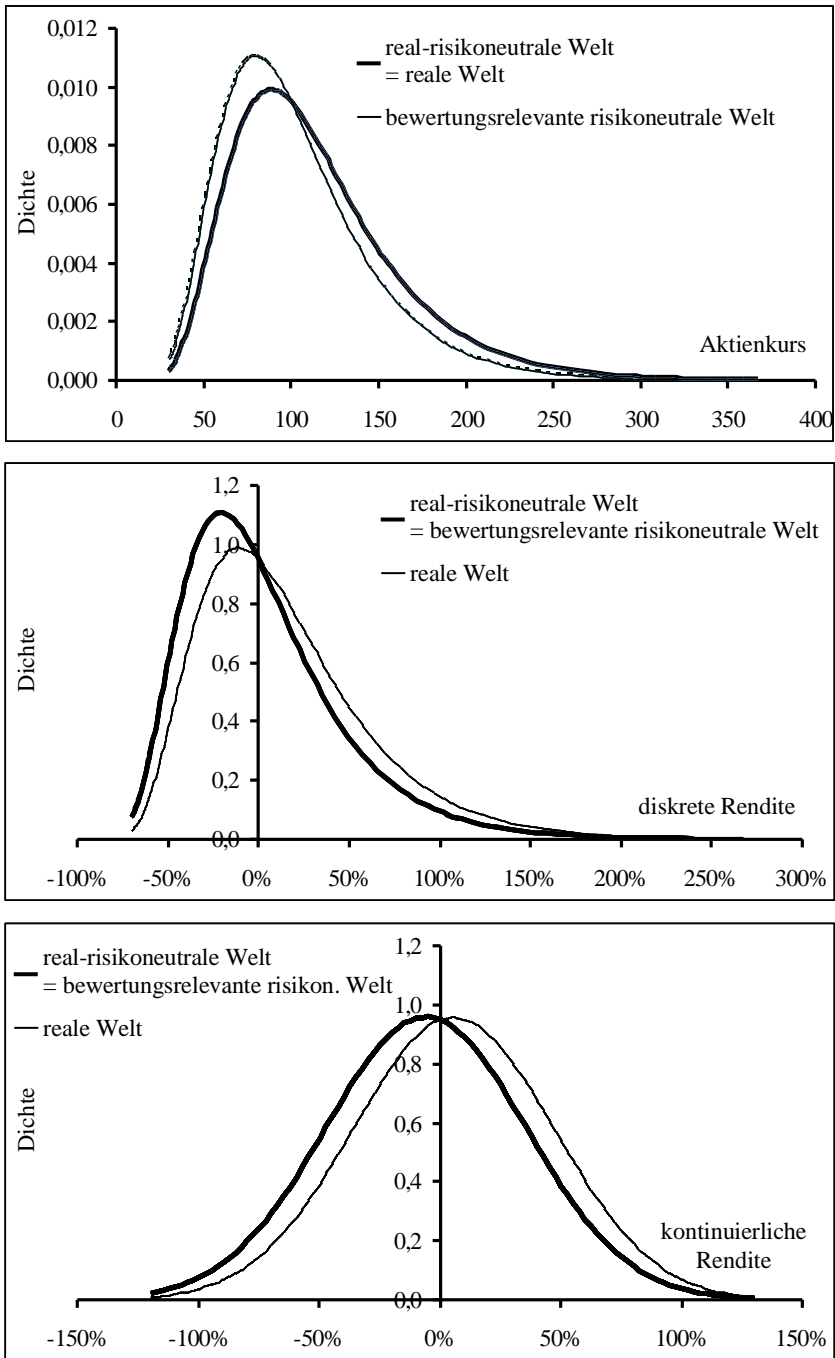 0,012
0,010
0,008
0,006
0,004
0,002
0,000
Dichte
real-risikoneutrale Welt
= reale Welt
bewertungsrelevante risikoneutrale Welt
Aktienkurs
0 50 100 150 200 250 300 350 400
1,2
1,0
0,8
0,6
0,4
0,2
0,0
Dichte
real-risikoneutrale Welt
= bewertungsrelevante risikoneutrale Welt
reale Welt
diskrete Rendite
-100% -50% 0% 50% 100% 150% 200% 250% 300%
real-risikoneutrale Welt
= bewertungsrelevante risikon. Welt
reale Welt
1,2
1,0
0,8
0,6
0,4
0,2
0,0
Dichte
kontinuierliche
Rendite
-150% -100% -50% 0% 50% 100% 150%